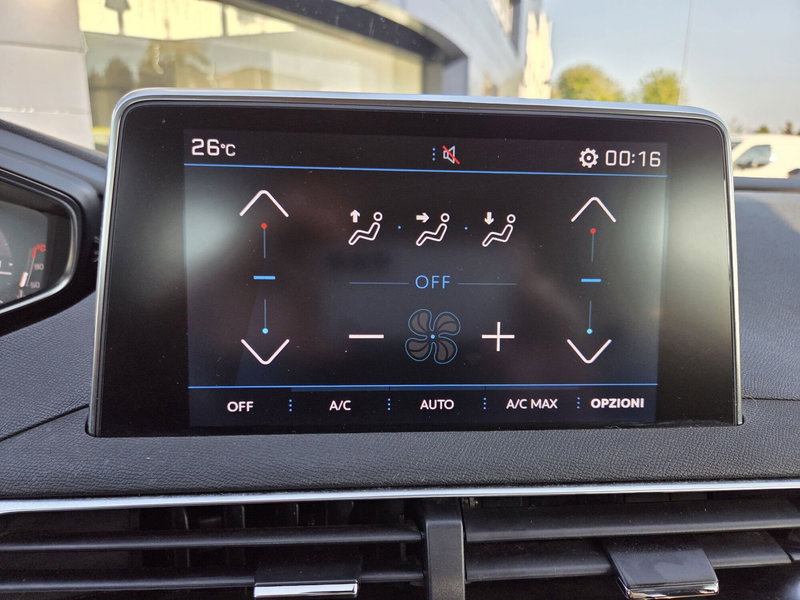 26°C 00:16
OFF
OFF A/C AUTO A/C MAX OPZIONI